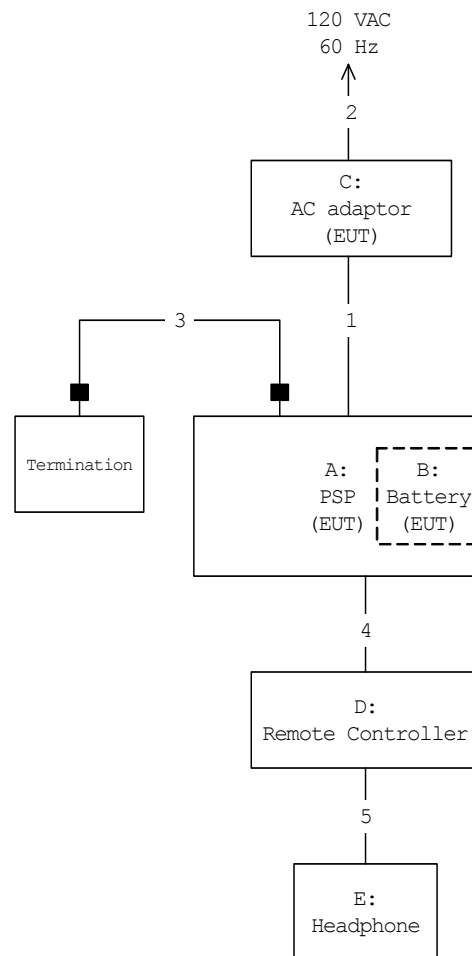 120 VAC
60 Hz
2
C:
AC adaptor
(EUT)
3
1
Termination
A:
PSP
(EUT)
B:
Battery
(EUT)
4
D:
Remote Controller
5
E:
Headphone